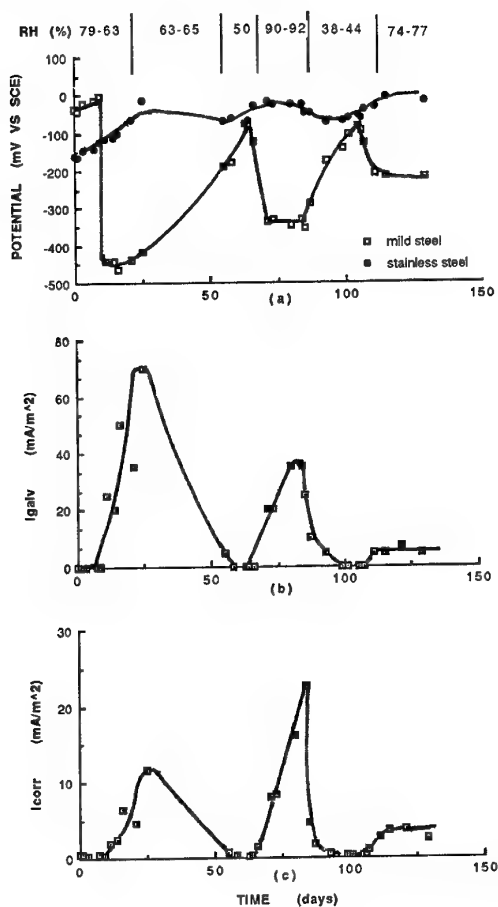 RH (%) 79-63 63-65 50 90-92 38-44 74-77
POTENTIAL (mV VS SCE)
100
0
-100
-200
-300
-400
-500
mild steel
stainless steel
0 50 100 150
(a)
Igalv (mA/m^2)
80
60
40
20
0
0 50 100 150
(b)
Icorr (mA/m^2)
30
20
10
0
0 25 50 75 100 150
(c)
TIME (days)